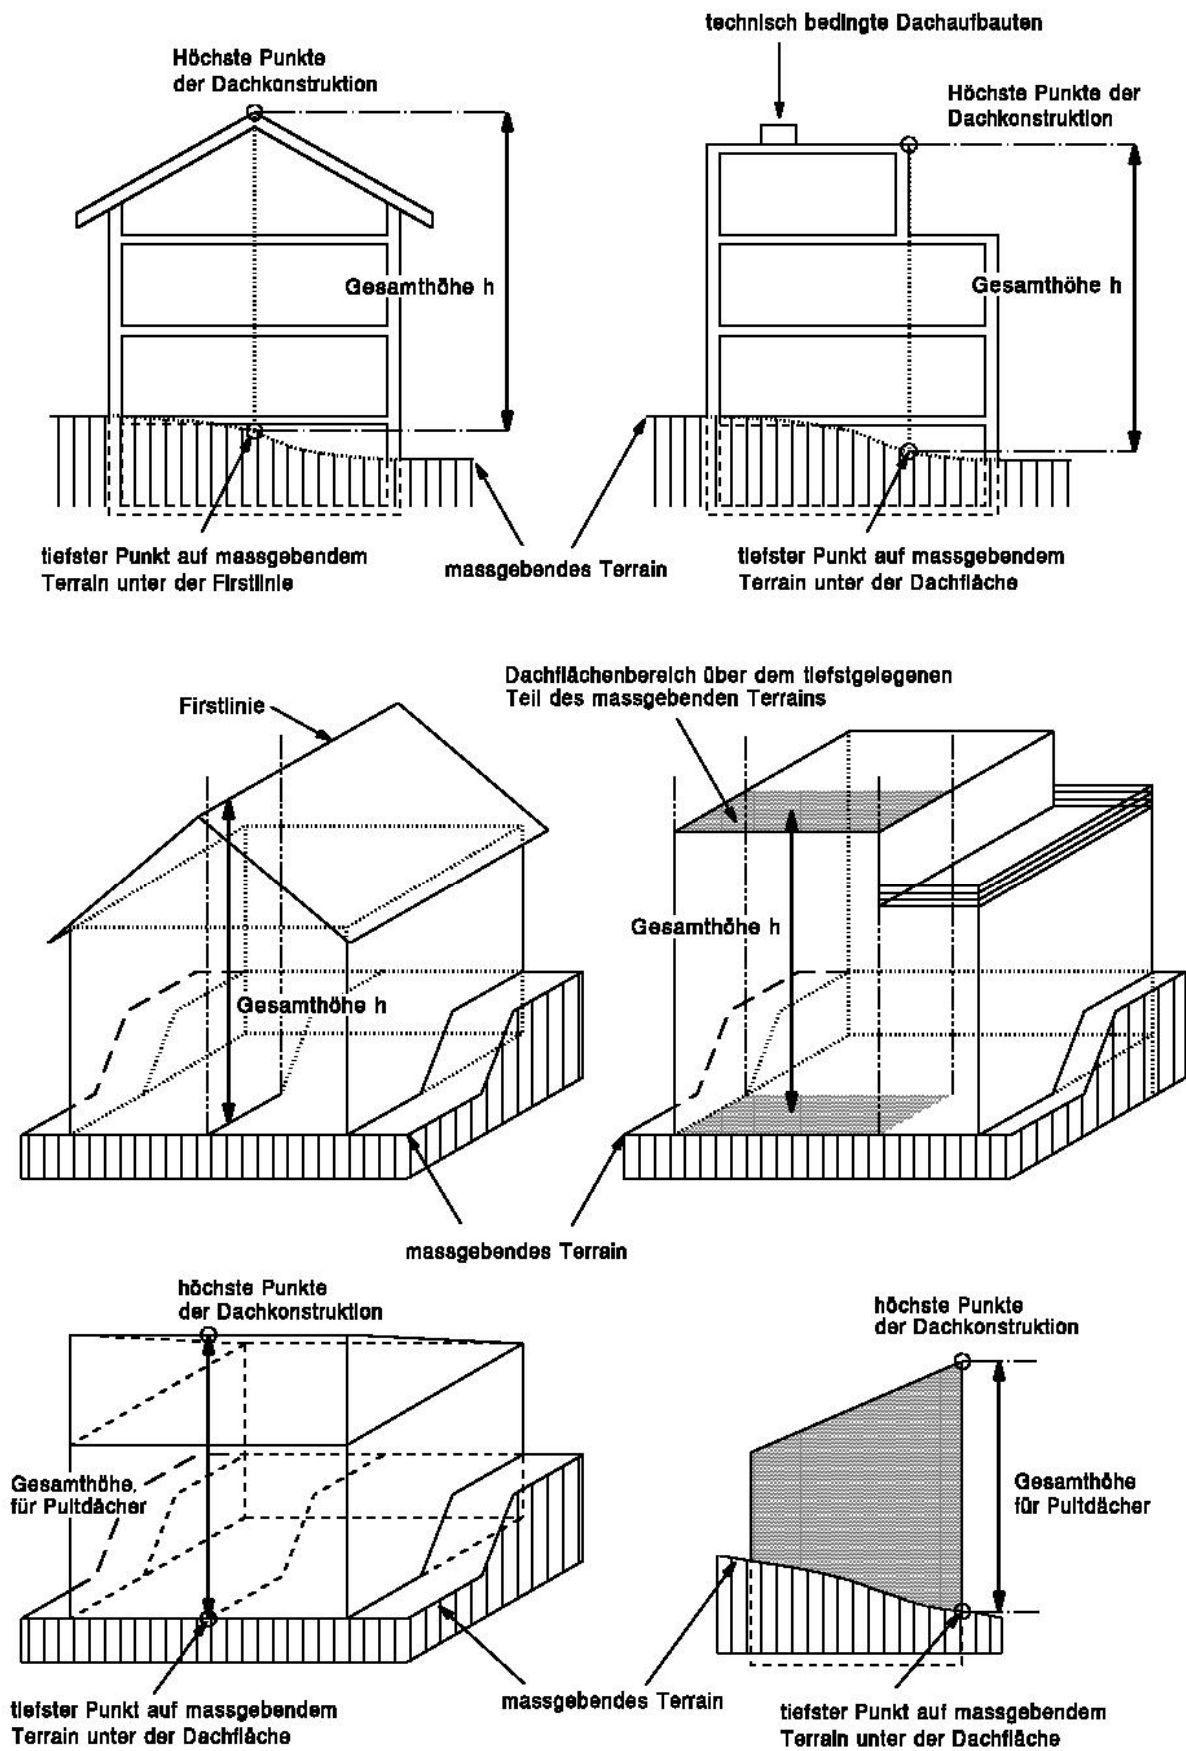 technisch bedingte Dachaufbauten
Höchste Punkte
der Dachkonstruktion
Höchste Punkte der
Dachkonstruktion
Gesamthöhe h
Gesamthöhe h
tiefster Punkt auf massgebendem
Terrain unter der Firstlinie
massgebendes Terrain
tiefster Punkt auf massgebendem
Terrain unter der Dachfläche
Firstlinie
Dachflächenbereich über dem tiefstgelegenen
Teil des massgebenden Terrains
Gesamthöhe h
Gesamthöhe h
massgebendes Terrain
höchste Punkte
der Dachkonstruktion
höchste Punkte
der Dachkonstruktion
Gesamthöhe,
für Pultdächer
Gesamthöhe
für Pultdächer
tiefster Punkt auf massgebendem
Terrain unter der Dachfläche
massgebendes Terrain
tiefster Punkt auf massgebendem
Terrain unter der Dachfläche